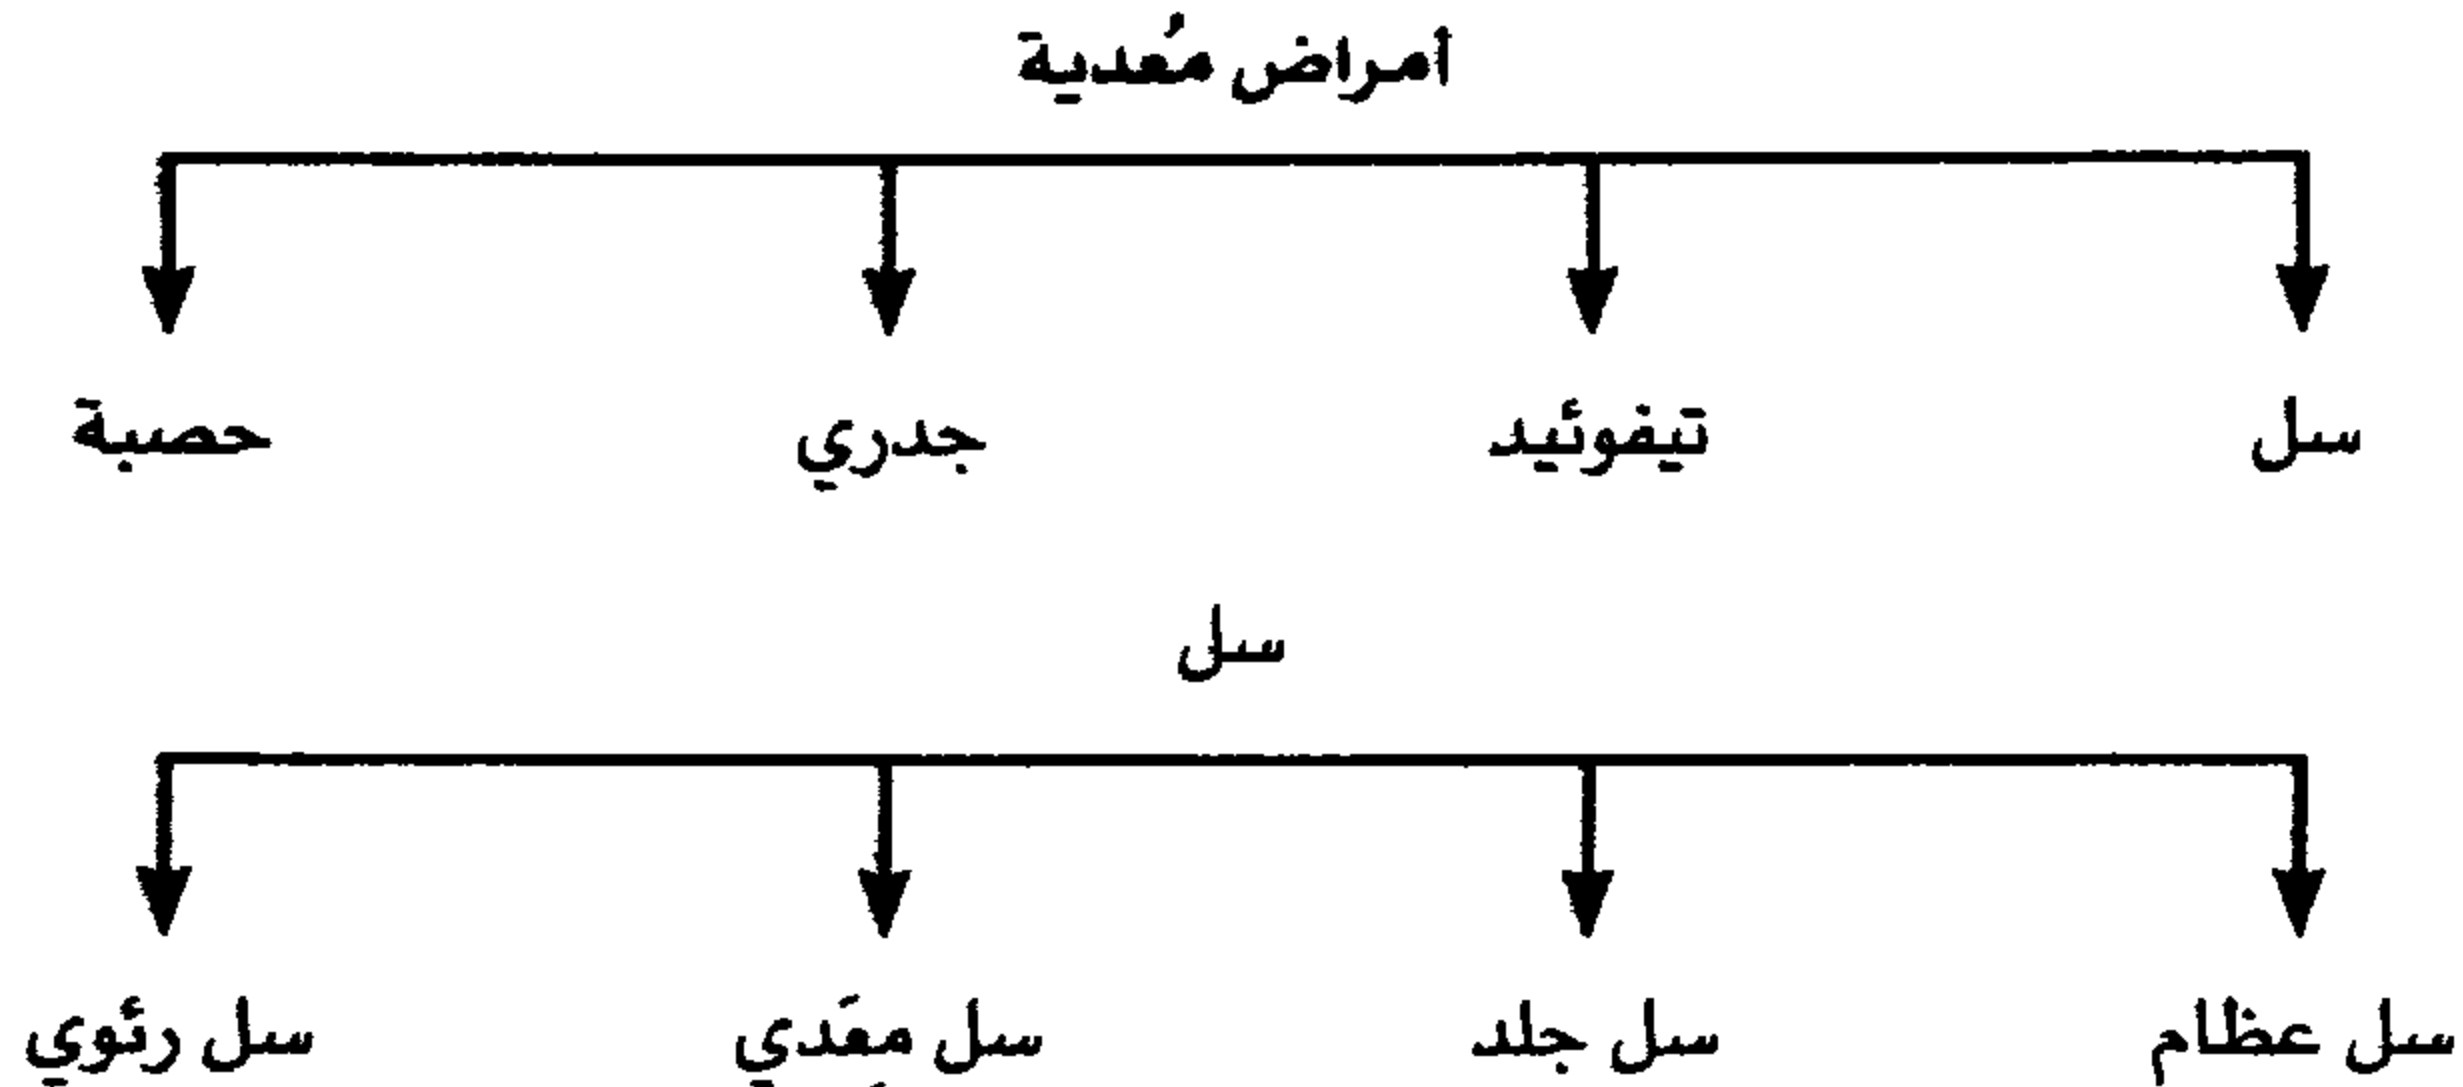 أمراض مُعدية
سل تيفوئيد جدري حصبة
سل
سل عظام سل جلد سل معَدي سل رئوي